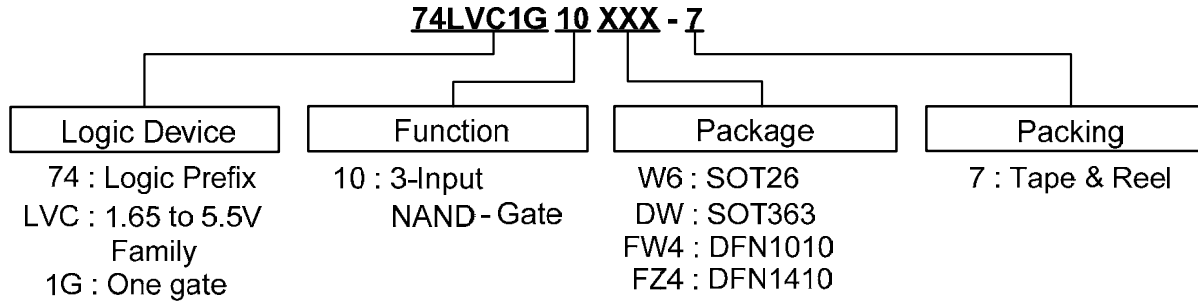 74LVC1G 10 XXX - 7
Logic Device
74 : Logic Prefix
LVC : 1.65 to 5.5V
Family
1G : One gate
Function
10 : 3-Input
NAND - Gate
Package
W6 : SOT26
DW : SOT363
FW4 : DFN1010
FZ4 : DFN1410
Packing
7 : Tape & Reel